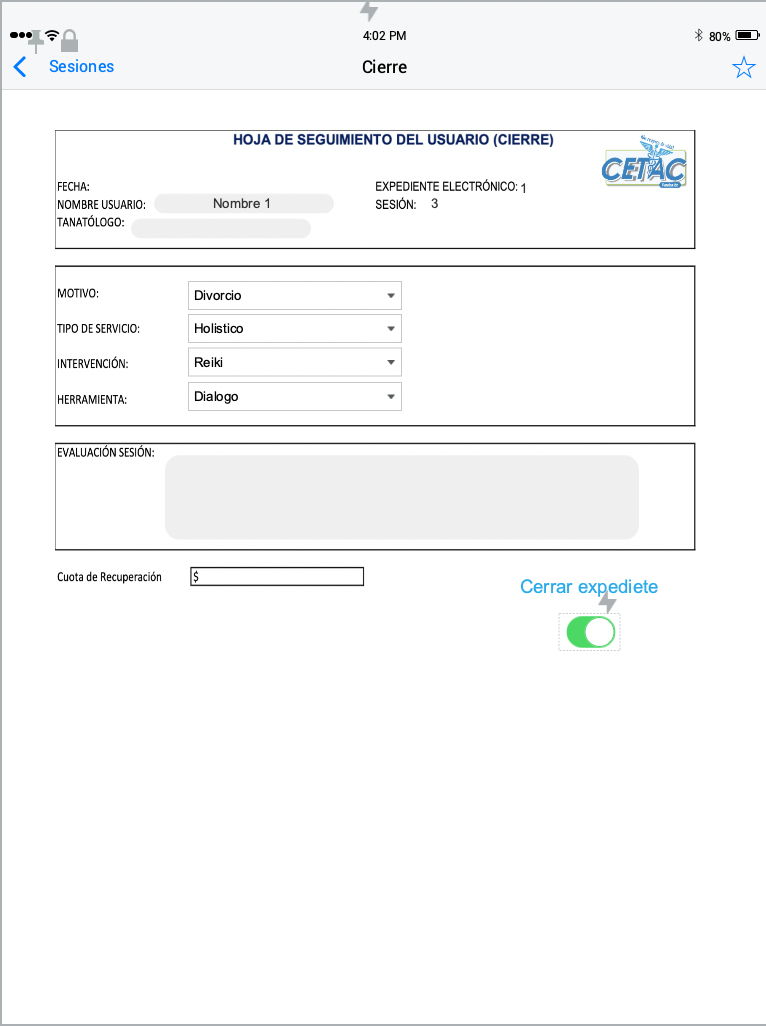 4:02 PM
80%
Sesiones
Cierre
HOJA DE SEGUIMIENTO DEL USUARIO (CIERRE)
CETAC
FECHA:
EXPEDIENTE ELECTRÓNICO: 1
NOMBRE USUARIO: Nombre 1
SESIÓN: 3
TANATÓLOGO:
MOTIVO: Divorcio
TIPO DE SERVICIO: Holistico
INTERVENCIÓN: Reiki
HERRAMIENTA: Dialogo
EVALUACIÓN SESIÓN:
Cuota de Recuperación $
Cerrar expediete